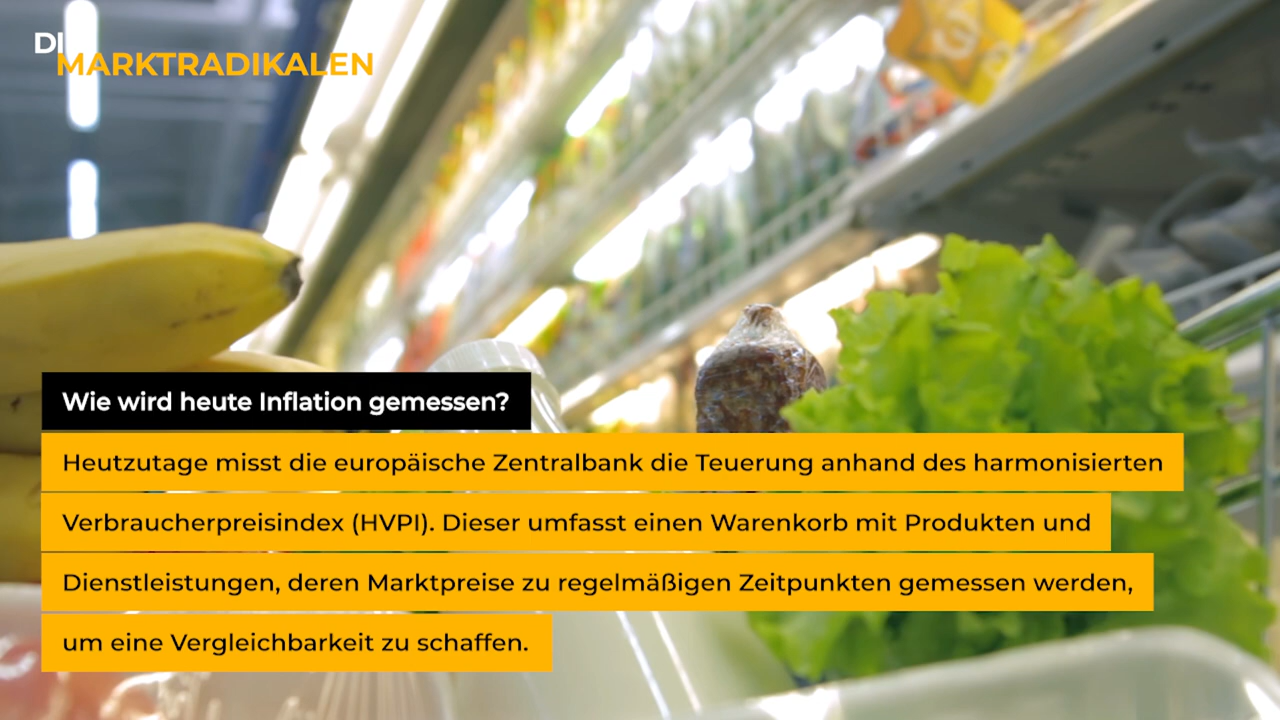 DIE
MARKTRADIKALEN
Wie wird heute Inflation gemessen?
Heutzutage misst die europäische Zentralbank die Teuerung anhand des harmonisierten
Verbraucherpreisindex (HVPI). Dieser umfasst einen Warenkorb mit Produkten und
Dienstleistungen, deren Marktpreise zu regelmäßigen Zeitpunkten gemessen werden,
um eine Vergleichbarkeit zu schaffen.